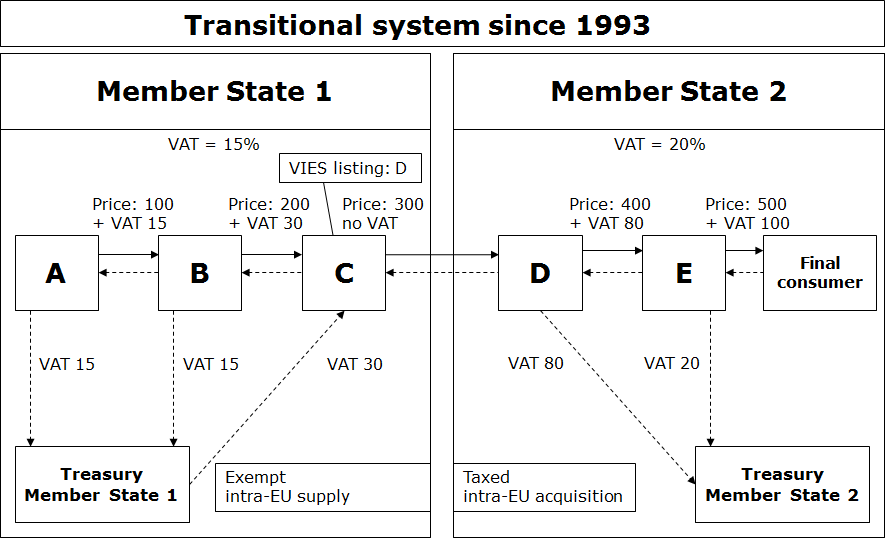 Transitional system since 1993
Member State 1
VAT = 15%
VIES listing: D
Price: 100
+ VAT 15
Price: 200
+ VAT 30
Price: 300
no VAT
A
B
C
VAT 15
VAT 15
VAT 30
Treasury
Member State 1
Exempt
intra-EU supply
Member State 2
VAT = 20%
Price: 400
+ VAT 80
Price: 500
+ VAT 100
D
E
Final
consumer
VAT 80
VAT 20
Taxed
intra-EU acquisition
Treasury
Member State 2